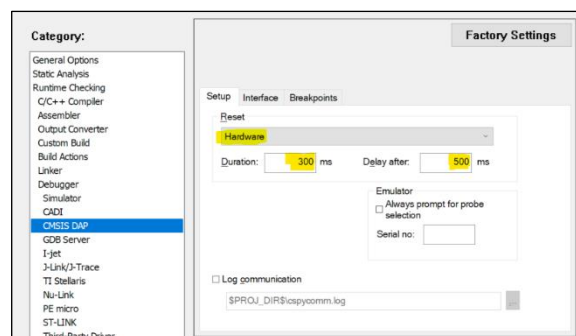 Category:
Factory Settings
General Options
Static Analysis
Runtime Checking
C/C++ Compiler
Assembler
Output Converter
Custom Build
Build Actions
Linker
Debugger
Simulator
CADI
CMSIS DAP
GDB Server
I-jet
J-Link/J-Trace
TI Stellaris
Nu-Link
PE micro
ST-LINK
Third-Party Driver
Setup Interface Breakpoints
Reset
Hardware
Duration: 300 ms Delay after: 500 ms
Emulator
Always prompt for probe
selection
Serial no:
Log communication
$PROJ_DIR$\cspycomm.log
...